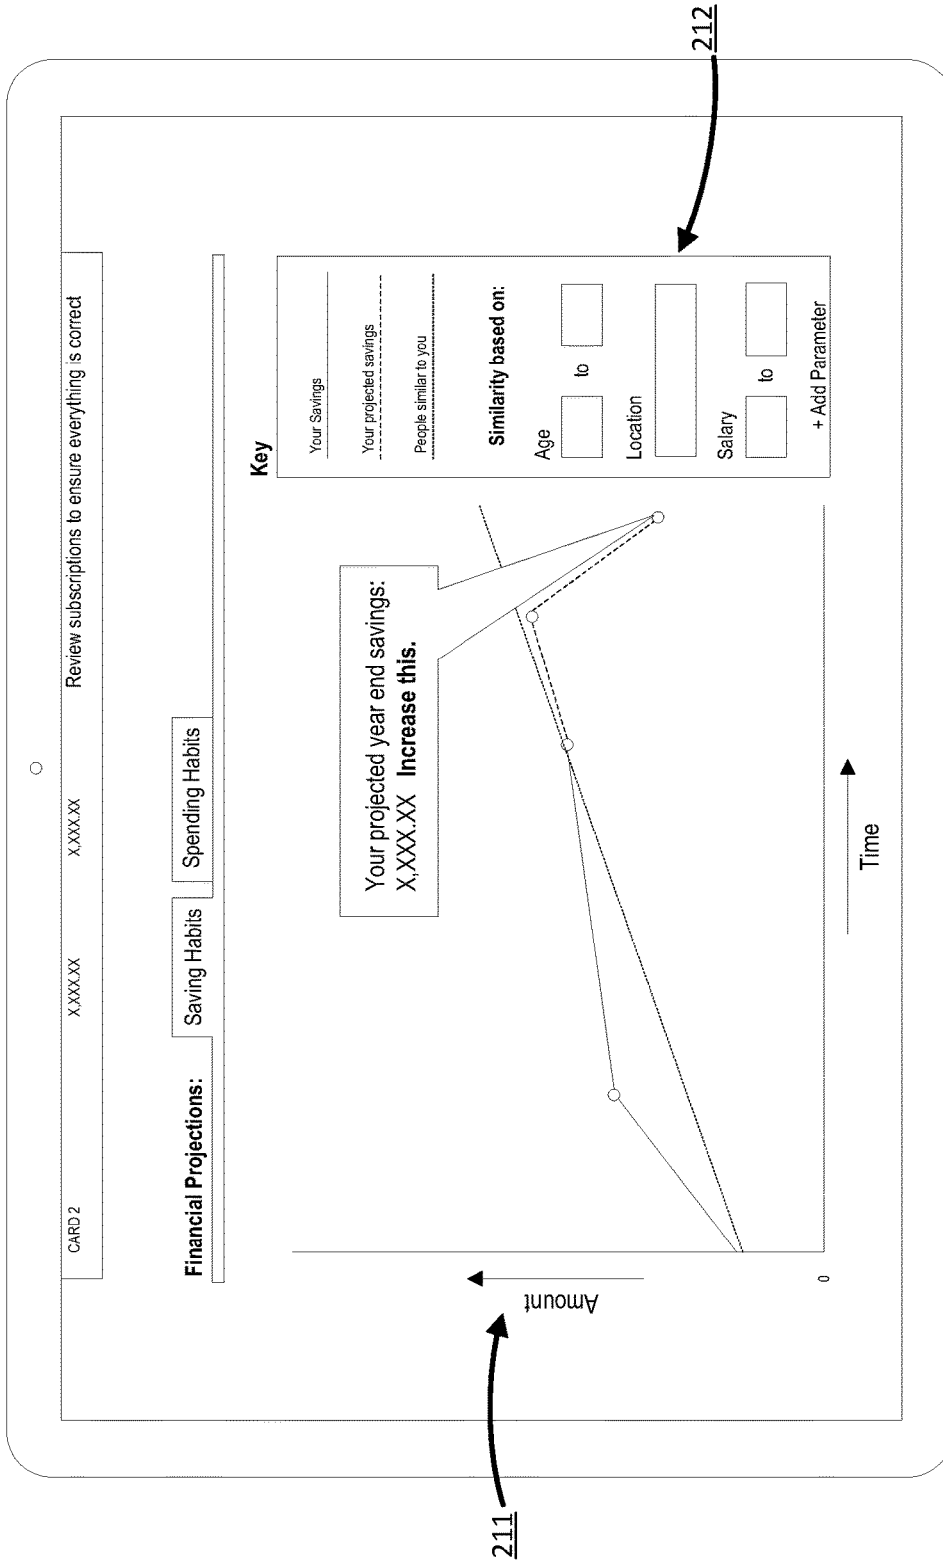 CARD 2 X,XXX.XX X,XXX.XX Review subscriptions to ensure everything is correct
Financial Projections: Saving Habits Spending Habits
Key
Your Savings
Your projected savings
People similar to you
Similarity based on:
Age
to
Location
Salary
to
+ Add Parameter
Your projected year end savings:
X,XXX.XX Increase this.
Amount
0
Time
211
212